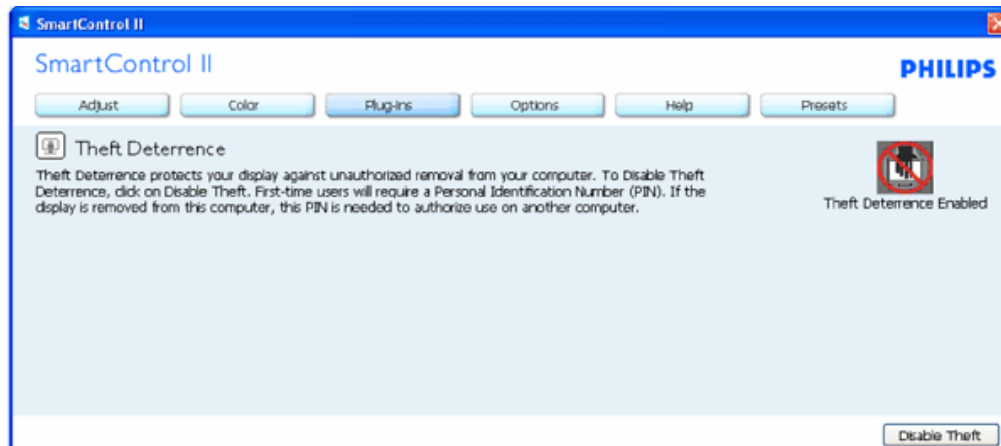 SmartControl II
SmartControl II
PHILIPS
Adjust Color Plug-Ins Options Help Presets
Theft Deterrence
Theft Deterrence protects your display against unauthorized removal from your computer. To Disable Theft
Deterrence, click on Disable Theft. First-time users will require a Personal Identification Number (PIN). If the
display is removed from this computer, this PIN is needed to authorize use on another computer.
Theft Deterrence Enabled
Disable Theft